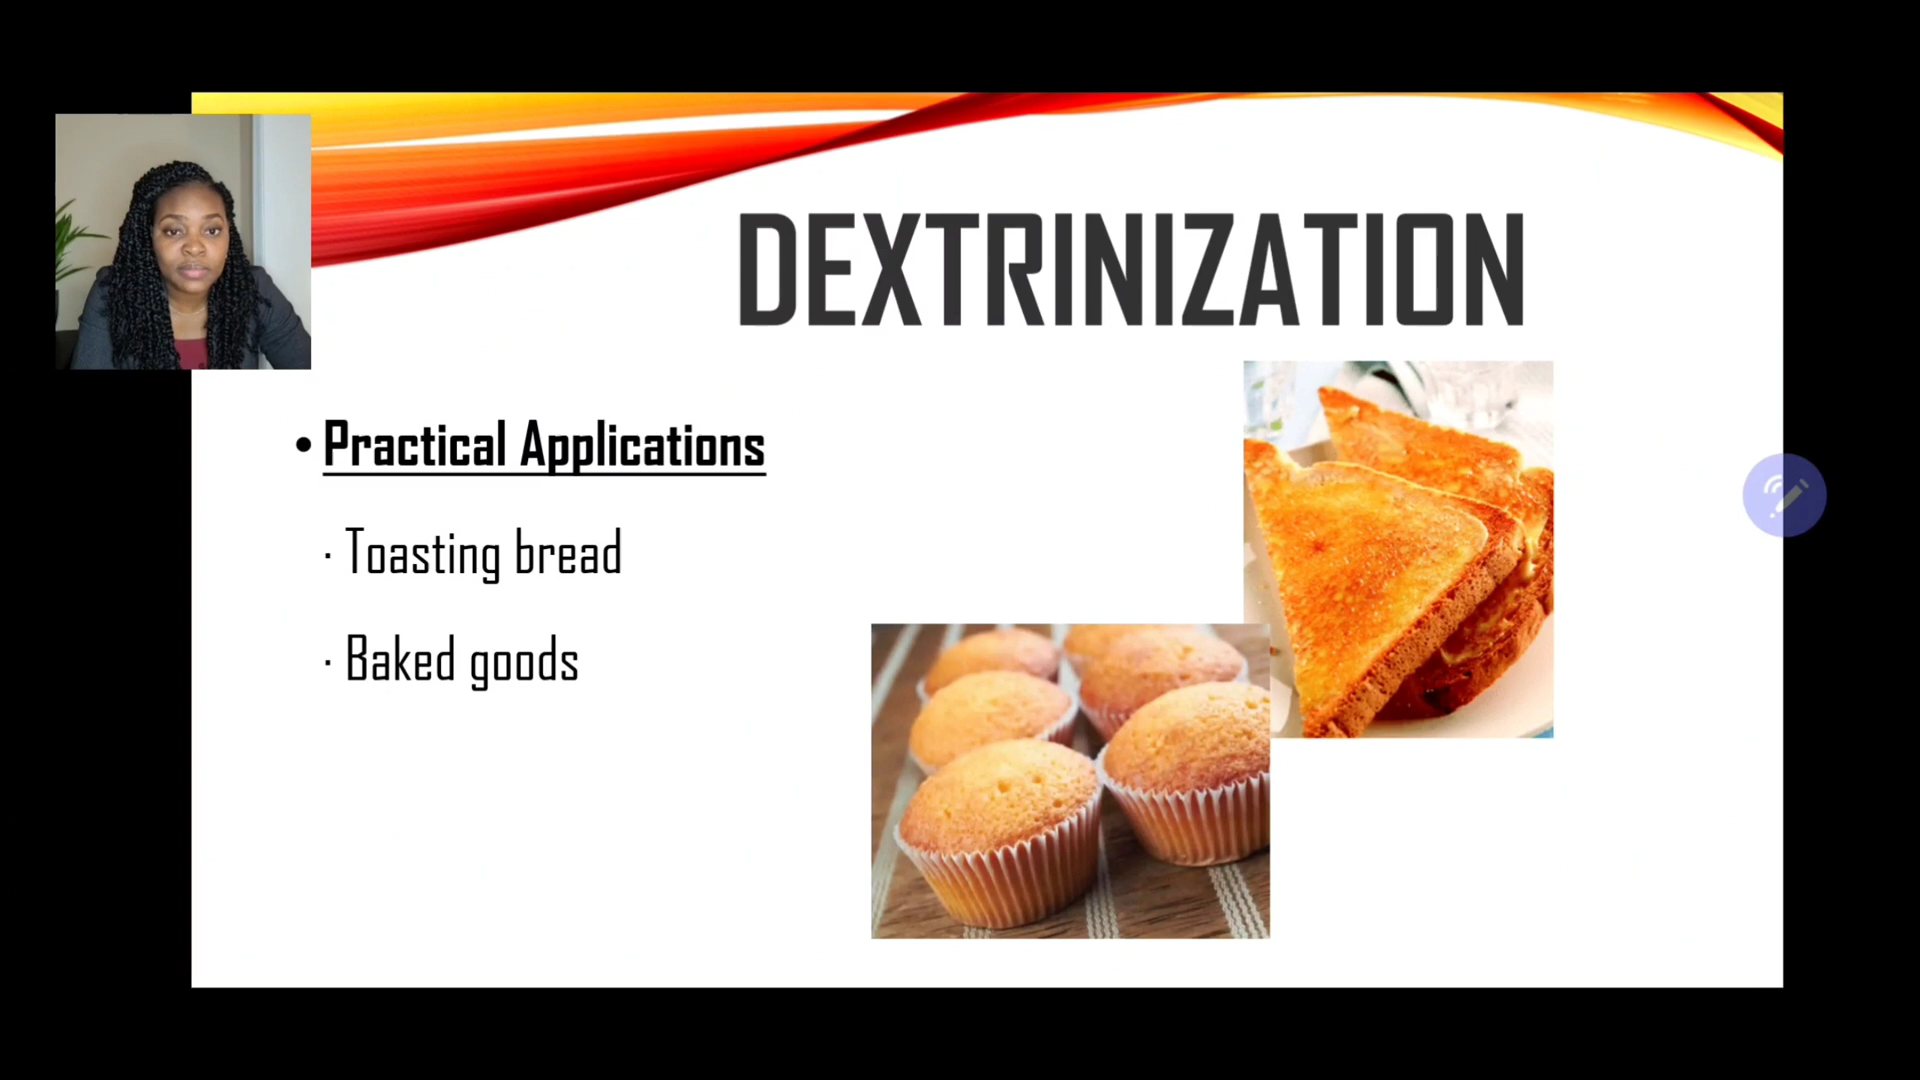 DEXTRINIZATION
• Practical Applications
· Toasting bread
· Baked goods